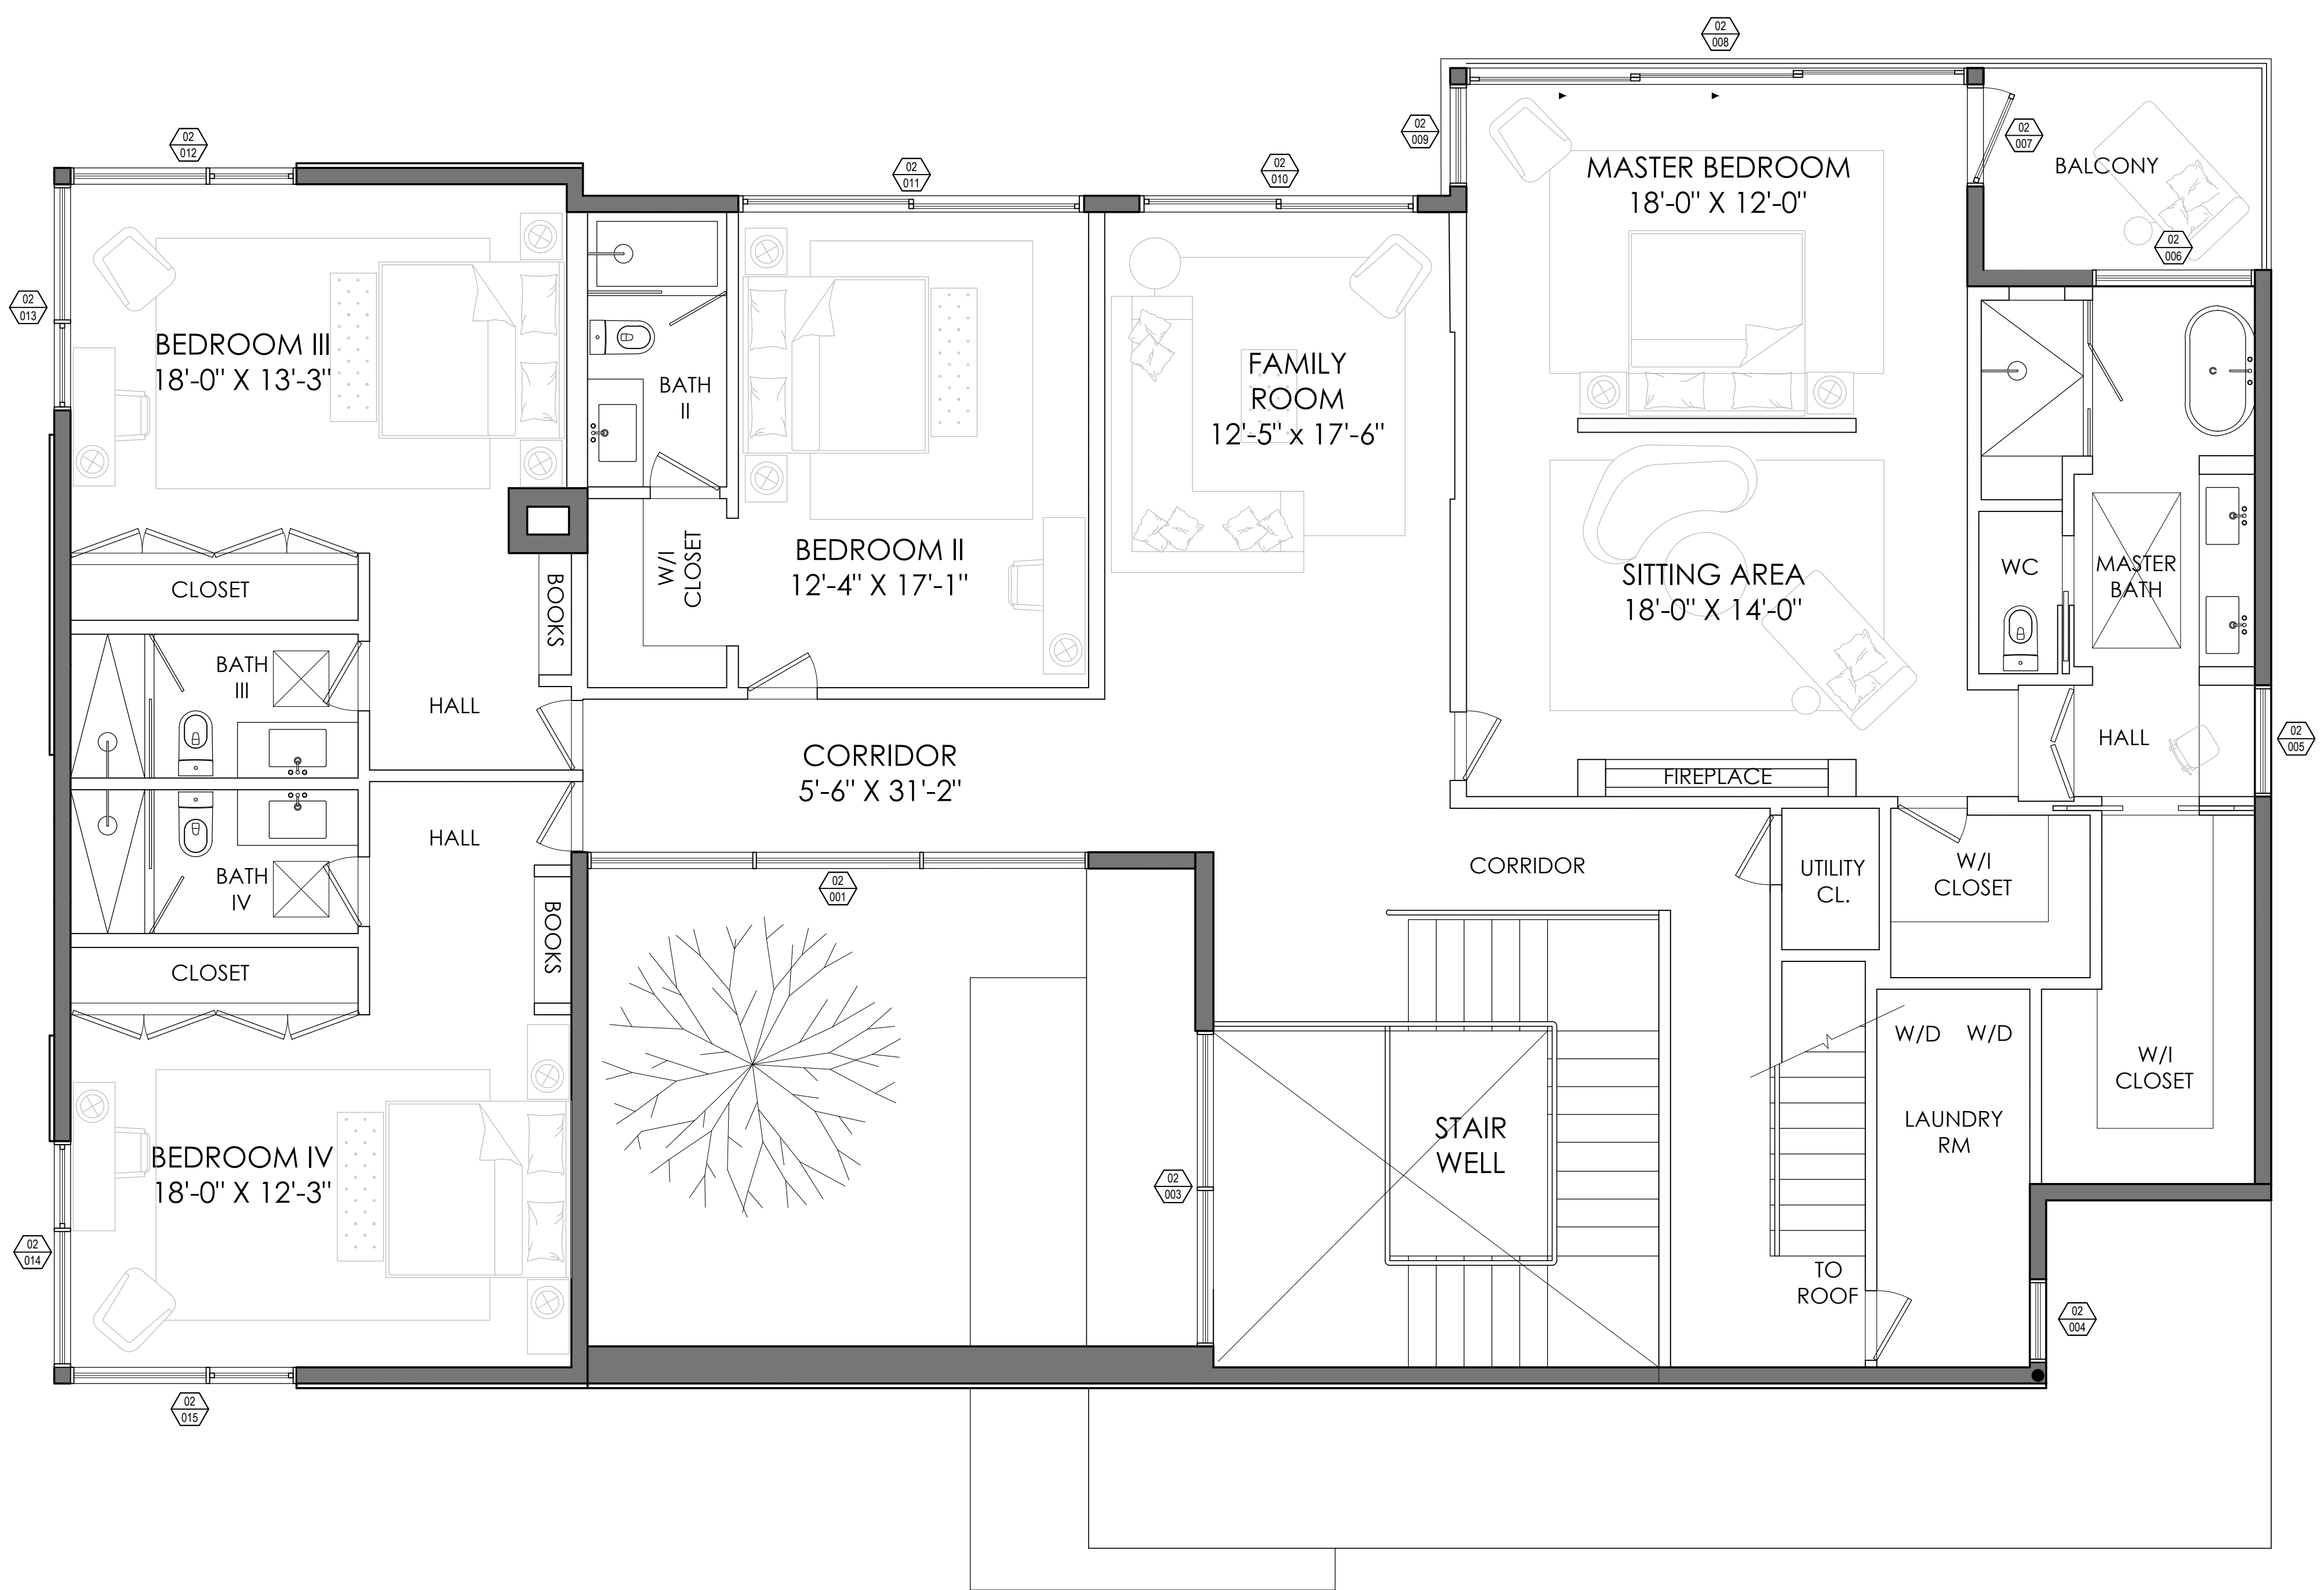 02
008
02
012
02
011
02
010
02
009
02
007
MASTER BEDROOM
18'-0" X 12'-0"
BALCONY
02
006
02
013
BEDROOM III
18'-0" X 13'-3"
BATH
II
FAMILY
ROOM
12'-5" x 17'-6"
BEDROOM II
12'-4" X 17'-1"
W/I
CLOSET
SITTING AREA
18'-0" X 14'-0"
WC
MASTER
BATH
CLOSET
BOOKS
BATH
III
HALL
CORRIDOR
5'-6" X 31'-2"
FIREPLACE
HALL
02
005
HALL
BATH
IV
02
001
CORRIDOR
UTILITY
CL.
W/I
CLOSET
BOOKS
CLOSET
W/D W/D
W/I
CLOSET
LAUNDRY
RM
STAIR
WELL
BEDROOM IV
18'-0" X 12'-3"
02
003
02
014
TO
ROOF
02
004
02
015